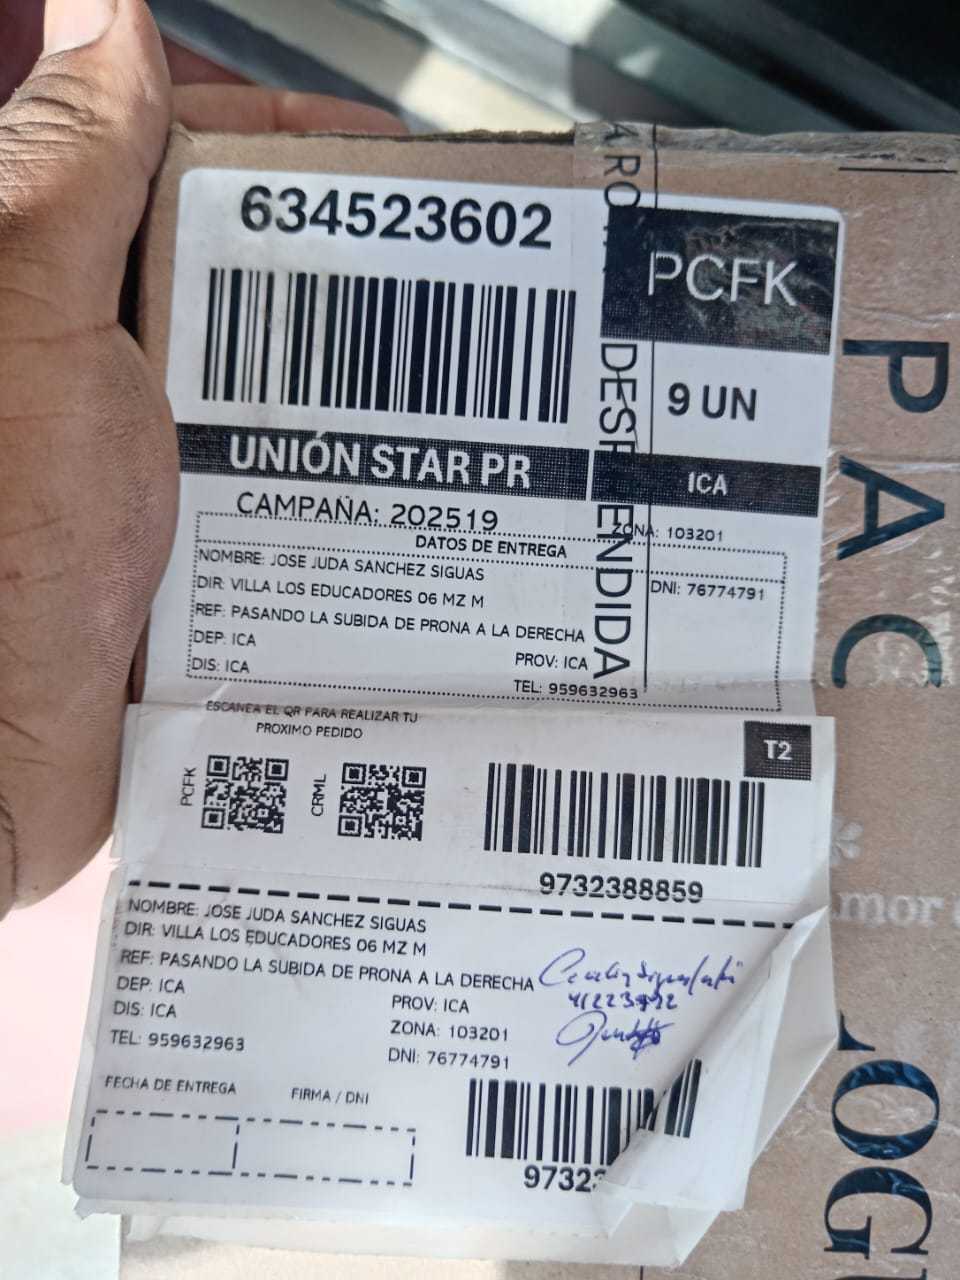 634523602
PCFK
9 UN
UNIÓN STAR PR
ICA
CAMPAÑA: 202519
ZONA: 103201
DATOS DE ENTREGA
NOMBRE: JOSE JUDA SANCHEZ SIGUAS
DNI: 76774791
DIR: VILLA LOS EDUCADORES 06 MZ M
REF: PASANDO LA SUBIDA DE PRONA A LA DERECHA
DEP: ICA
PROV: ICA
DIS: ICA
TEL: 959632963
ESCANEA EL QR PARA REALIZAR TU
PROXIMO PEDIDO
T2
PCFK
CRML
9732388859
NOMBRE: JOSE JUDA SANCHEZ SIGUAS
DIR: VILLA LOS EDUCADORES 06 MZ M
REF: PASANDO LA SUBIDA DE PRONA A LA DERECHA
DEP: ICA
PROV: ICA
DIS: ICA
ZONA: 103201
TEL: 959632963
DNI: 76774791
FECHA DE ENTREGA
FIRMA / DNI
97323
PAC
LOG
mor